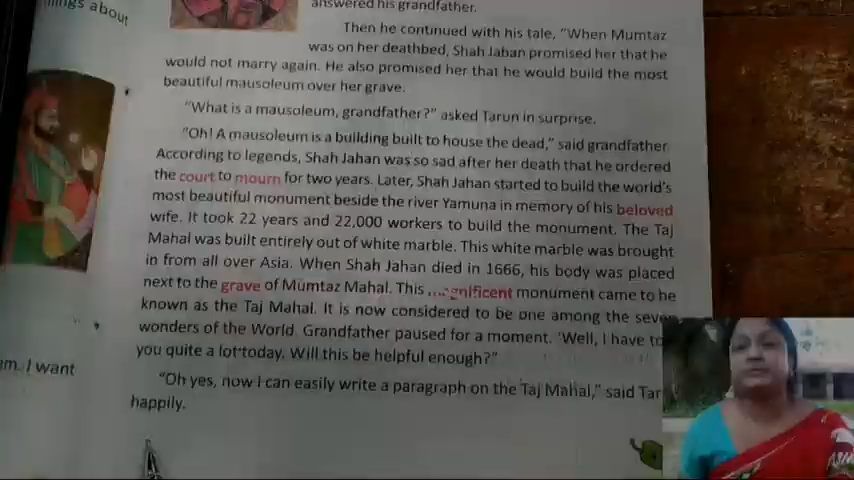 ings about
answered his grandfather.
Then he continued with his tale, "When Mumtaz
was on her deathbed, Shah Jahan promised her that he
would not marry again. He also promised her that he would build the most
beautiful mausoleum over her grave.
"What is a mausoleum, grandfather?" asked Tarun in surprise.
"Oh! A mausoleum is a building built to house the dead," said grandfather
According to legends, Shah Jahan was so sad after her death that he ordered
the court to mourn for two years. Later, Shah Jahan started to build the world's
most beautiful monument beside the river Yamuna in memory of his beloved
wife. It took 22 years and 22,000 workers to build the monument. The Taj
Mahal was built entirely out of white marble. This white marble was brought
in from all over Asia. When Shah Jahan died in 1666, his body was placed
next to the grave of Mumtaz Mahal. This magnificent monument came to be
known as the Taj Mahal. It is now considered to be one among the seven
wonders of the World. Grandfather paused for a moment. 'Well, I have to
you quite a lot today. Will this be helpful enough?"
am. I want
"Oh yes, now I can easily write a paragraph on the Taj Mahal," said Tar
happily.